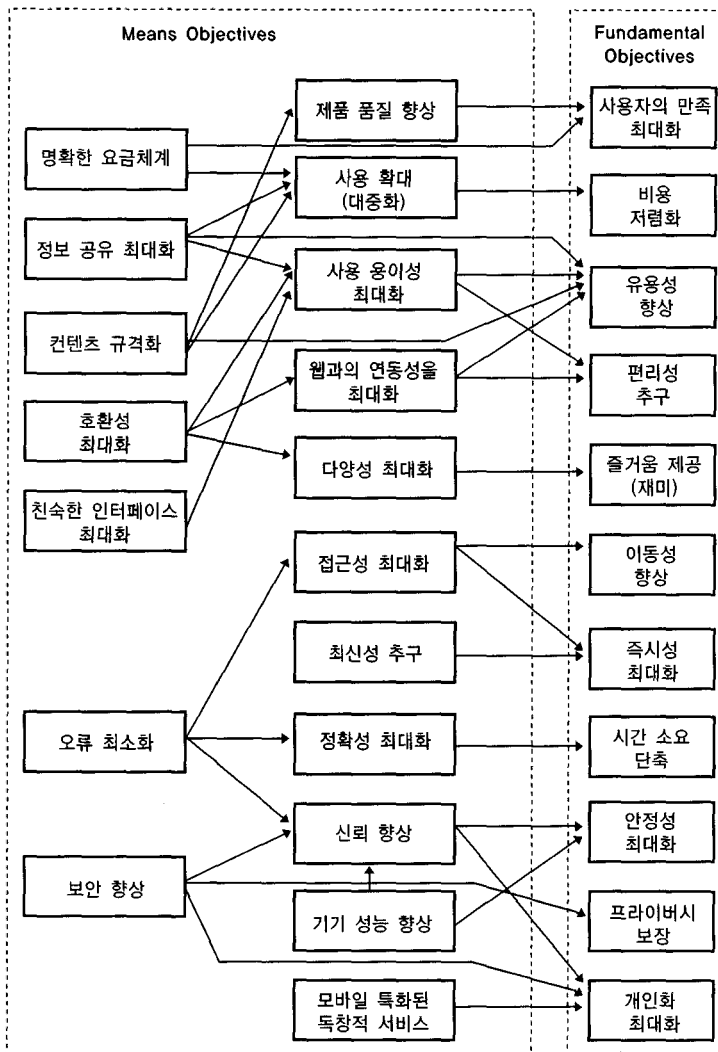 Means Objectives
Fundamental
Objectives
명확한 요금체계
정보 공유 최대화
컨텐츠 규격화
호환성
최대화
친숙한 인터페이스
최대화
오류 최소화
보안 향상
제품 품질 향상
사용 확대
(대중화)
사용 용이성
최대화
웹과의 연동성을
최대화
다양성 최대화
접근성 최대화
최신성 추구
정확성 최대화
신뢰 향상
기기 성능 향상
모바일 특화된
독창적 서비스
사용자의 만족
최대화
비용
저렴화
유용성
향상
편리성
추구
즐거움 제공
(재미)
이동성
향상
즉시성
최대화
시간 소요
단축
안정성
최대화
프라이버시
보장
개인화
최대화